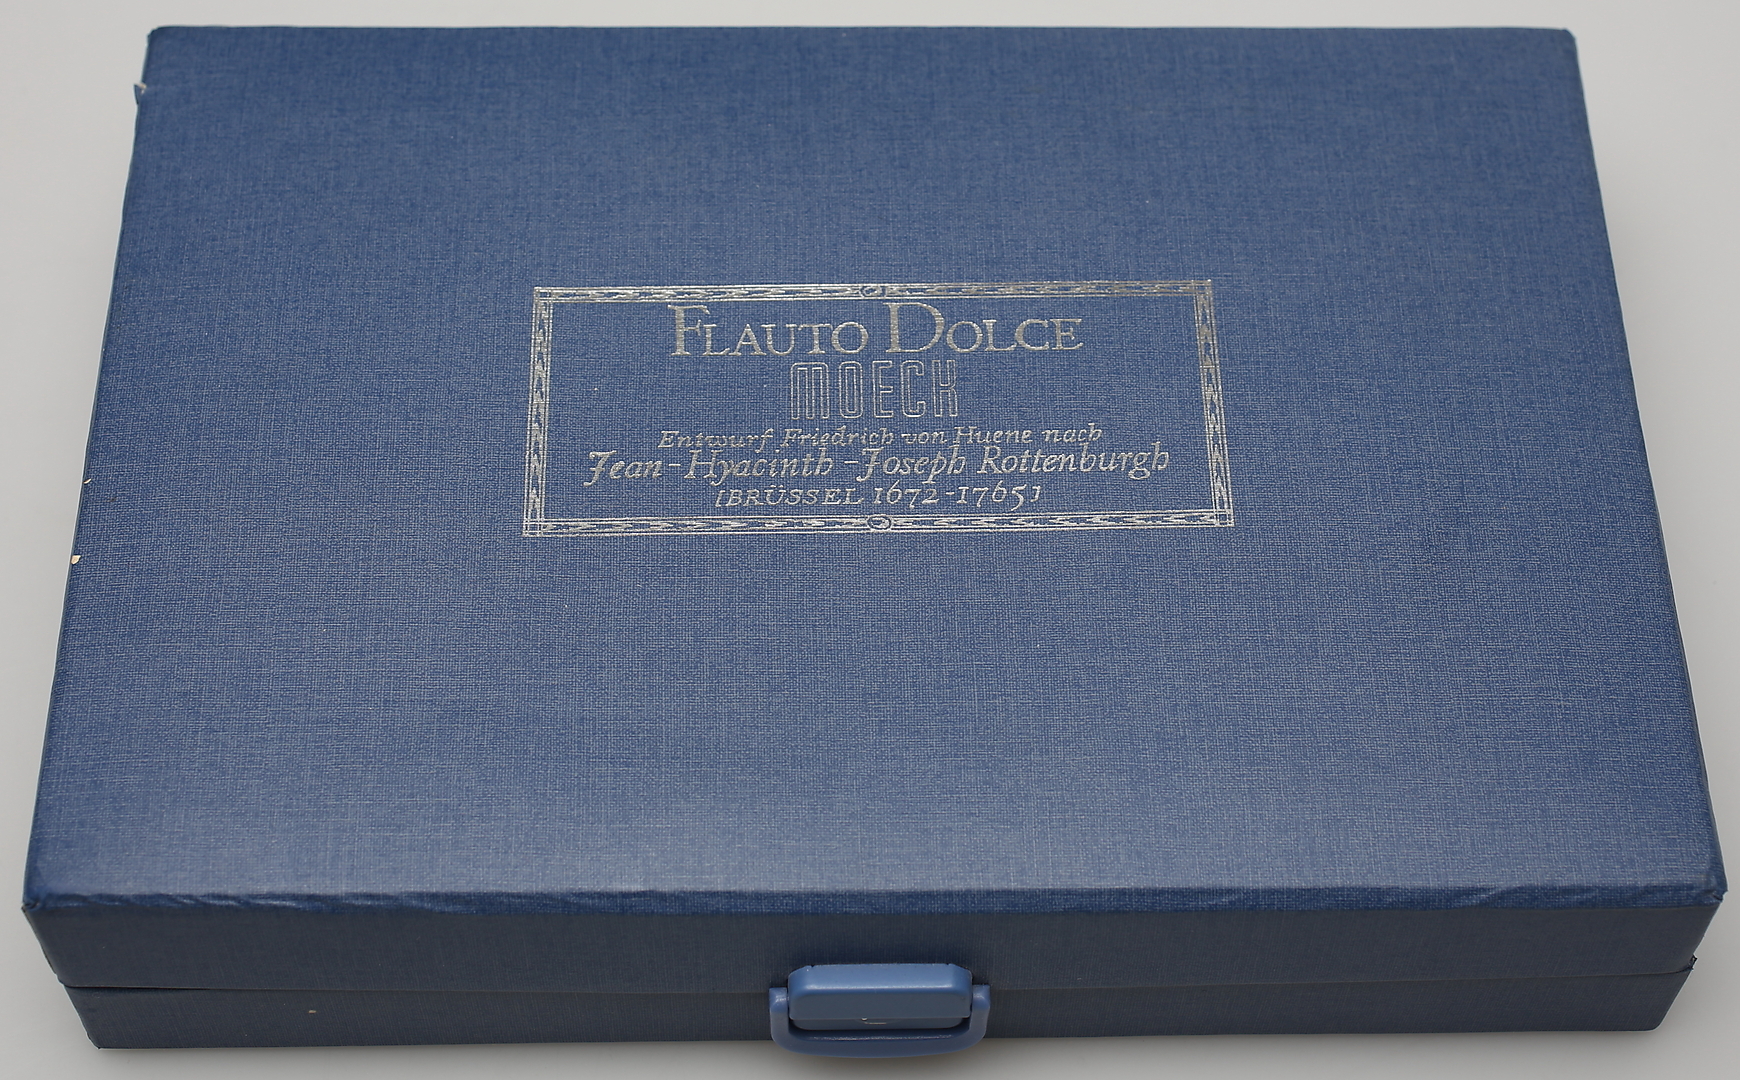 FLAUTO DOLCE
MOECK
Entwurf Friedrich von Huene nach
Jean-Hyacinth-Joseph Rottenburgh
[BRÜSSEL 1672-1765]